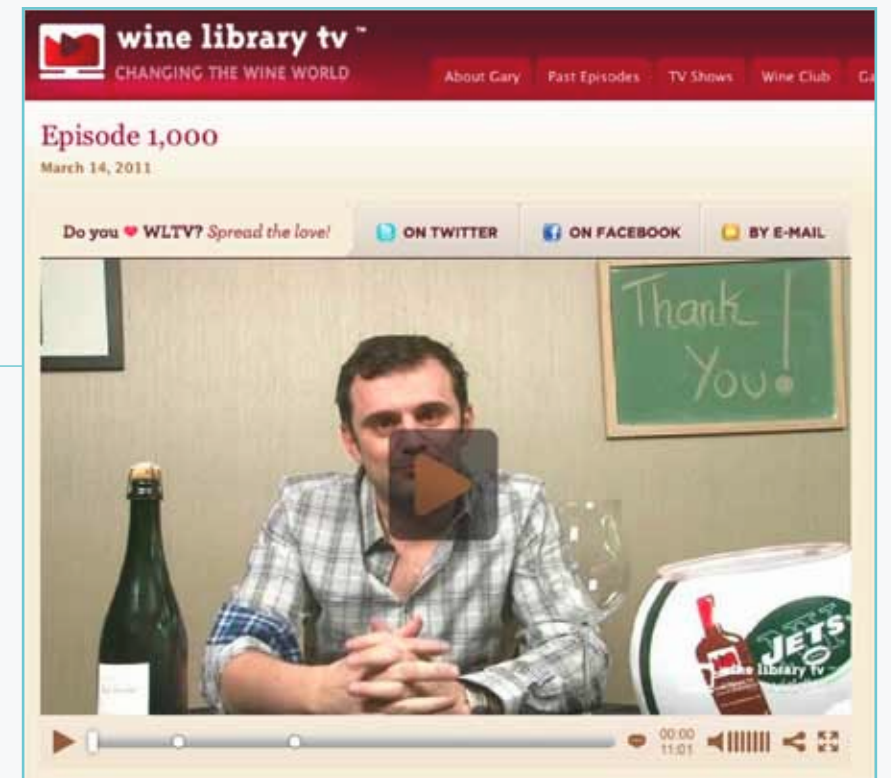 wine library tv ™
CHANGING THE WINE WORLD
About Gary Past Episodes TV Shows Wine Club
Episode 1,000
March 14, 2011
Do you ❤ WLTV? Spread the love! ON TWITTER ON FACEBOOK BY E-MAIL
Thank
You!
JETS
wine library tv
00:00
11:01